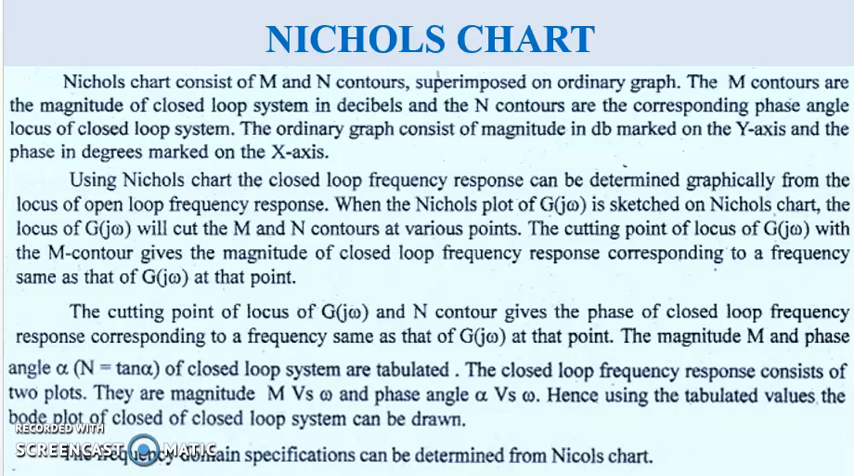 NICHOLS CHART
Nichols chart consist of M and N contours, superimposed on ordinary graph. The M contours are
the magnitude of closed loop system in decibels and the N contours are the corresponding phase angle
locus of closed loop system. The ordinary graph consist of magnitude in db marked on the Y-axis and the
phase in degrees marked on the X-axis.
Using Nichols chart the closed loop frequency response can be determined graphically from the
locus of open loop frequency response. When the Nichols plot of G(jω) is sketched on Nichols chart, the
locus of G(jω) will cut the M and N contours at various points. The cutting point of locus of G(jω) with
the M-contour gives the magnitude of closed loop frequency response corresponding to a frequency
same as that of G(jω) at that point.
The cutting point of locus of G(jω) and N contour gives the phase of closed loop frequency
response corresponding to a frequency same as that of G(jω) at that point. The magnitude M and phase
angle α (N = tanα) of closed loop system are tabulated . The closed loop frequency response consists of
two plots. They are magnitude M Vs ω and phase angle α Vs ω. Hence using the tabulated values the
bode plot of closed of closed loop system can be drawn.
RECORDED WITH
SCREENCAST MATIC
The frequency domain specifications can be determined from Nicols chart.